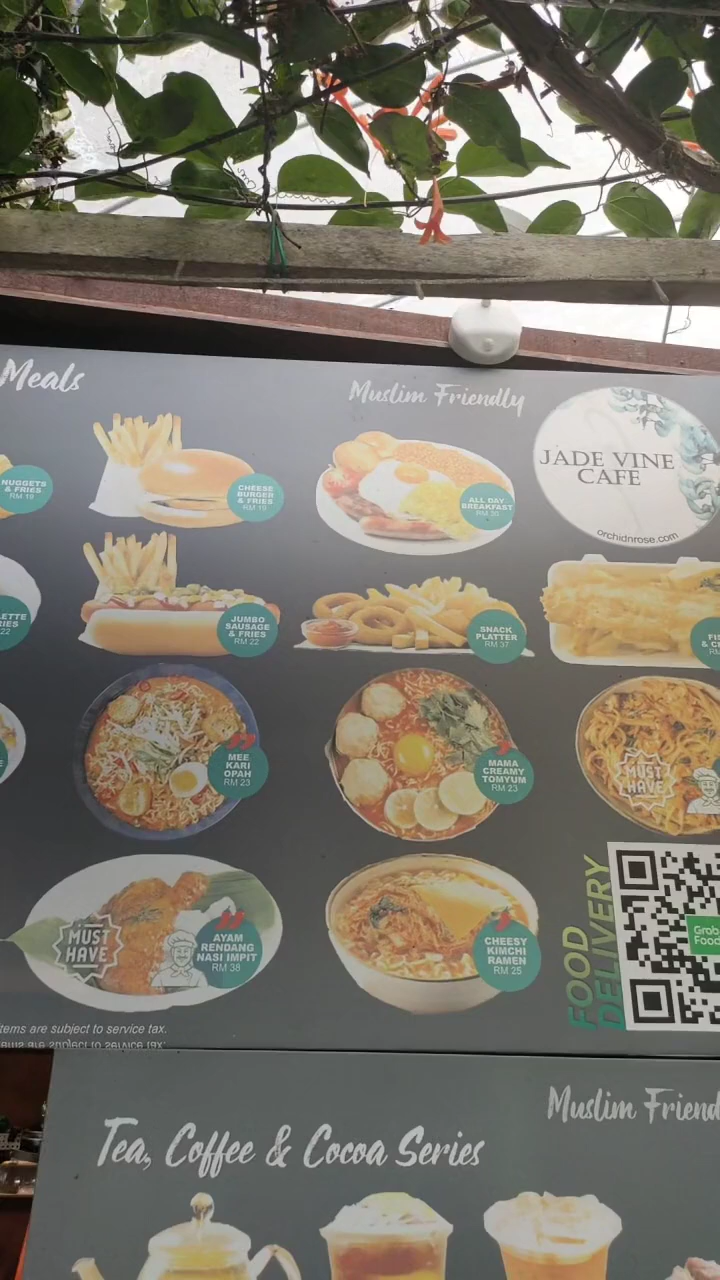 Meals
Muslim Friendly
JADE VINE
CAFE
orchidnrose.com
NUGGETS
& FRIES
RM 19
CHEESE
BURGER
& FRIES
RM 19
ALL DAY
BREAKFAST
RM 30
LETTE
RIES
22
JUMBO
SAUSAGE
& FRIES
RM 22
SNACK
PLATTER
RM 37
MEE
KARI
OPAH
RM 23
MAMA
CREAMY
TOMYUM
RM 23
MUST
HAVE
MUST
HAVE
AYAM
RENDANG
NASI IMPIT
RM 38
CHEESY
KIMCHI
RAMEN
RM 25
FOOD
DELIVERY
Grab
Food
tems are subject to service tax.
Muslim Friend
Tea, Coffee & Cocoa Series